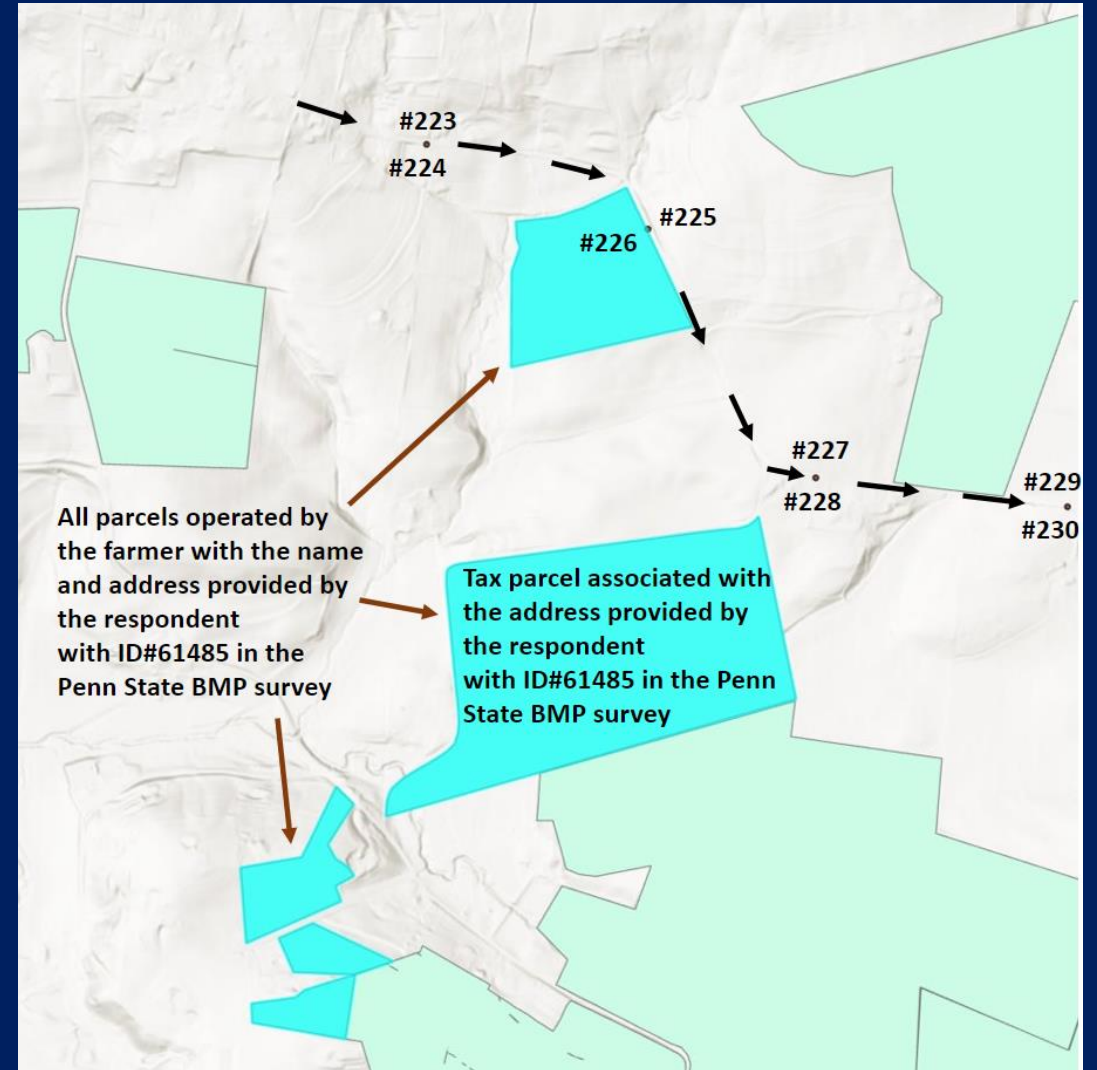 #223
#224
#225
#226
#227
#228
#229
#230
All parcels operated by
the farmer with the name
and address provided by
the respondent
with ID#61485 in the
Penn State BMP survey
Tax parcel associated with
the address provided by
the respondent
with ID#61485 in the Penn
State BMP survey